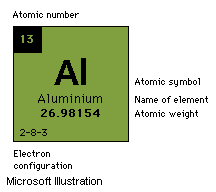 Atomic number
13
Al
Atomic symbol
Aluminium
Name of element
26.98154
Atomic weight
2-8-3
Electron
configuration
Microsoft Illustration